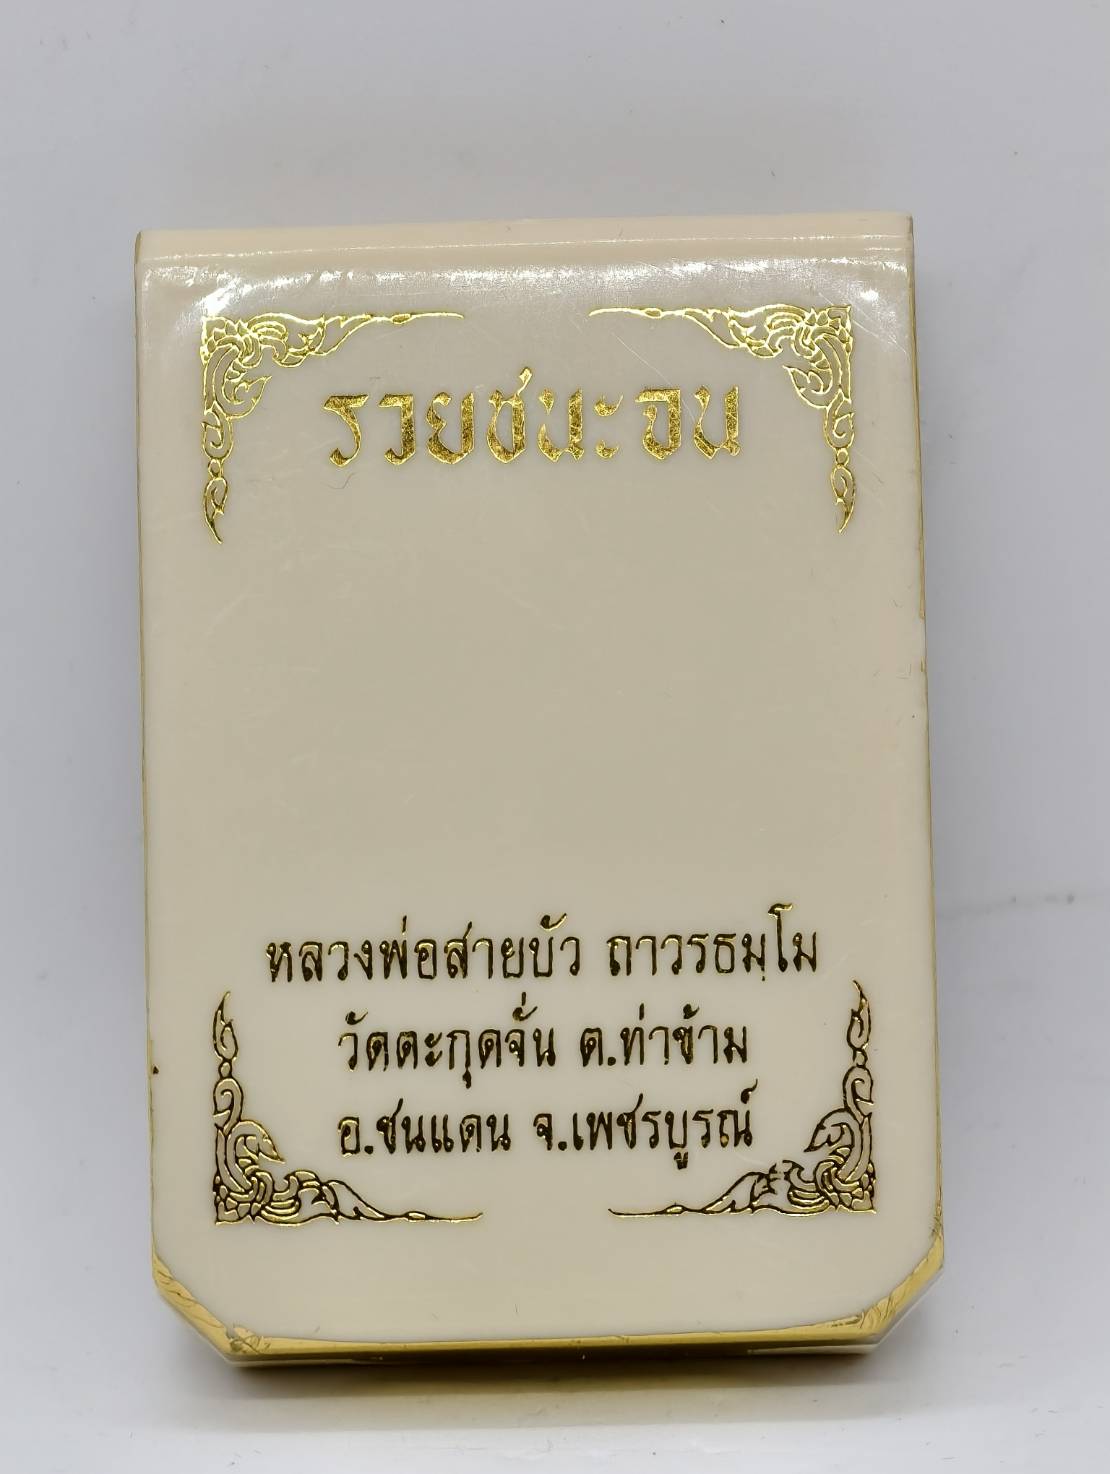 รวยชนะจน
หลวงพ่อสายบัว ถาวรธมฺโม
วัดตะกุดจั่น ต.ท่าข้าม
อ.ชนแดน จ.เพชรบูรณ์